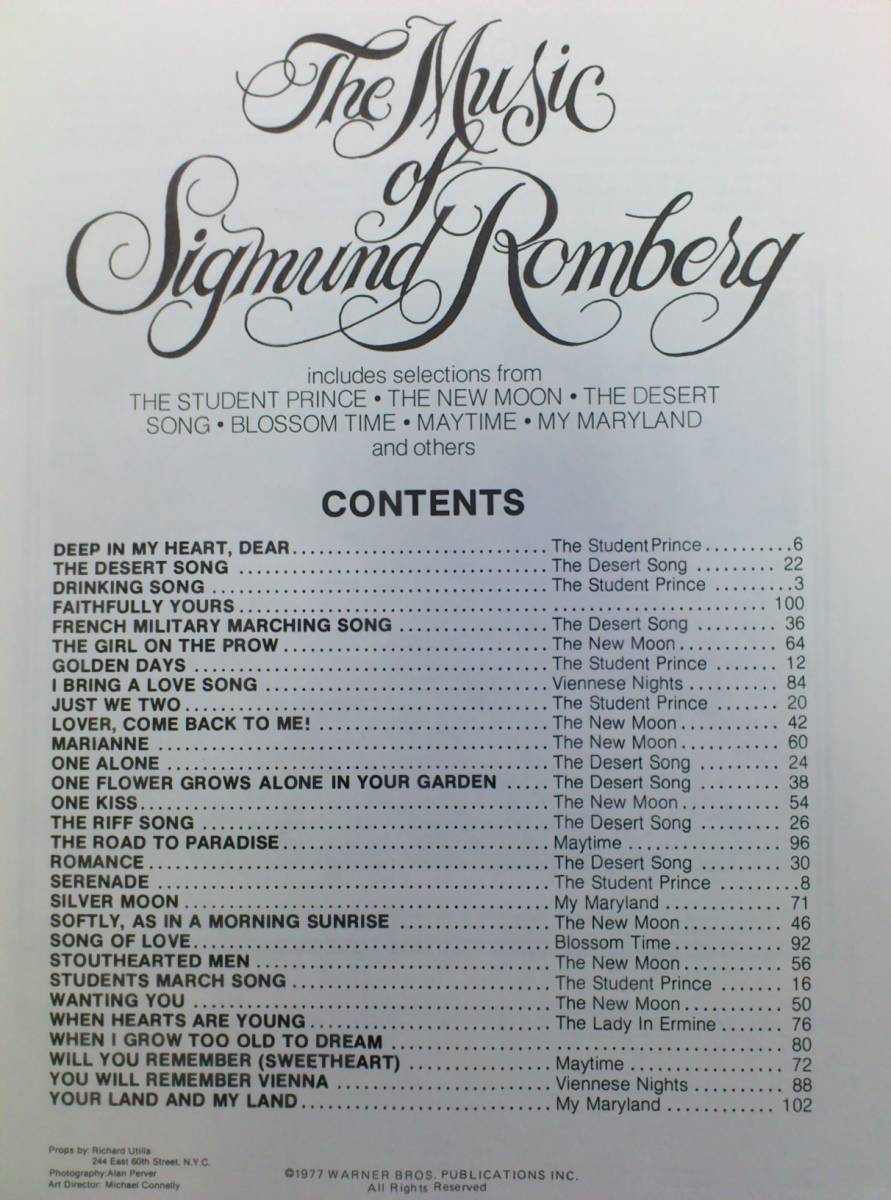 The Music
of
Sigmund Romberg
includes selections from
THE STUDENT PRINCE • THE NEW MOON • THE DESERT
SONG • BLOSSOM TIME • MAYTIME • MY MARYLAND
and others
CONTENTS
DEEP IN MY HEART, DEAR.............................. The Student Prince..........6
THE DESERT SONG .................................... The Desert Song ......... 22
DRINKING SONG ....................................... The Student Prince .........3
FAITHFULLY YOURS.................................... .......................... 100
FRENCH MILITARY MARCHING SONG .................. The Desert Song ......... 36
THE GIRL ON THE PROW............................... The New Moon........... 64
GOLDEN DAYS ......................................... The Student Prince ....... 12
I BRING A LOVE SONG ................................. Viennese Nights .......... 84
JUST WE TWO.......................................... The Student Prince ....... 20
LOVER, COME BACK TO ME! ........................... The New Moon........... 42
MARIANNE ............................................. The New Moon........... 60
ONE ALONE ............................................ The Desert Song ......... 24
ONE FLOWER GROWS ALONE IN YOUR GARDEN ..... The Desert Song ......... 38
ONE KISS............................................... The New Moon........... 54
THE RIFF SONG ........................................ The Desert Song ......... 26
THE ROAD TO PARADISE............................... Maytime .................. 96
ROMANCE.............................................. The Desert Song ......... 30
SERENADE ............................................. The Student Prince .........8
SILVER MOON .......................................... My Maryland ............. 71
SOFTLY, AS IN A MORNING SUNRISE .................. The New Moon........... 46
SONG OF LOVE......................................... Blossom Time............ 92
STOUTHEARTED MEN .................................. The New Moon........... 56
STUDENTS MARCH SONG .............................. The Student Prince ....... 16
WANTING YOU ......................................... The New Moon........... 50
WHEN HEARTS ARE YOUNG............................ The Lady In Ermine ....... 76
WHEN I GROW TOO OLD TO DREAM .................... .......................... 80
WILL YOU REMEMBER (SWEETHEART) ................. Maytime .................. 72
YOU WILL REMEMBER VIENNA ......................... Viennese Nights .......... 88
YOUR LAND AND MY LAND............................. My Maryland ............ 102
Props by: Richard Utilla
244 East 60th Street, N.Y.C.
Photography: Alan Perver
Art Director: Michael Connelly
©1977 WARNER BROS. PUBLICATIONS INC.
All Rights Reserved